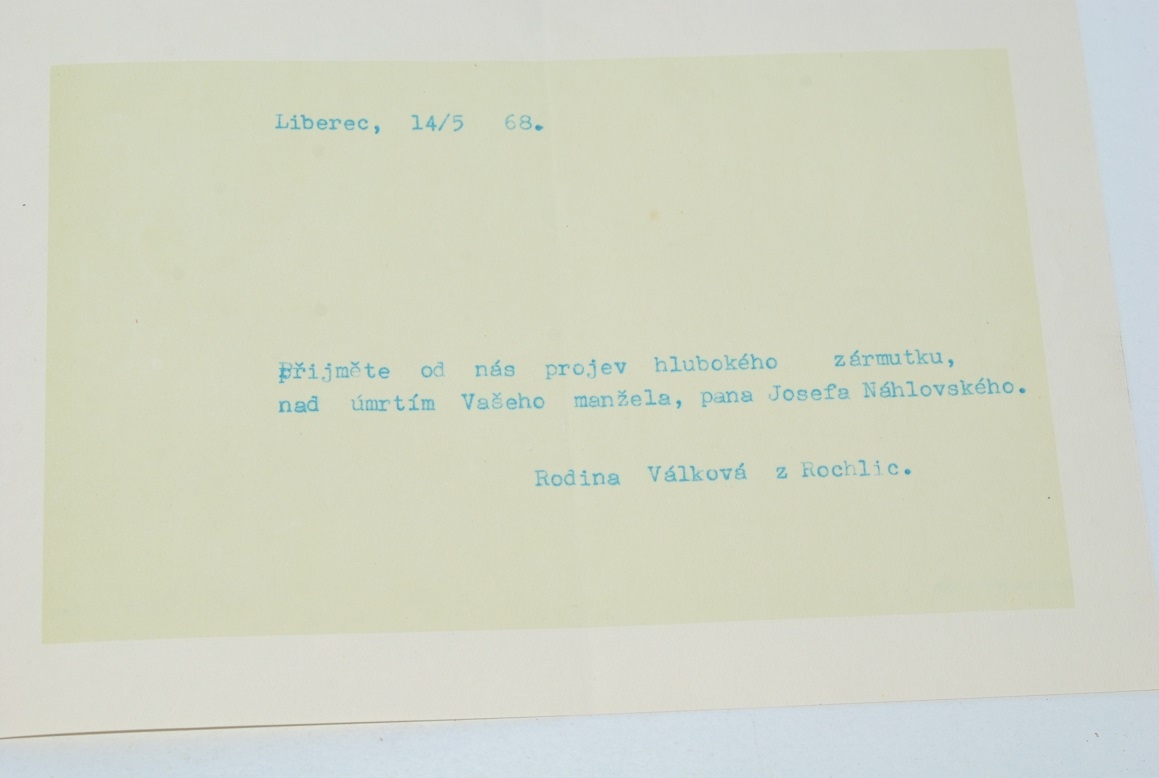 Liberec, 14/5 68.
Přijměte od nás projev hlubokého zármutku,
nad úmrtím Vašeho manžela, pana Josefa Náhlovského.
Rodina Válková z Rochlic.